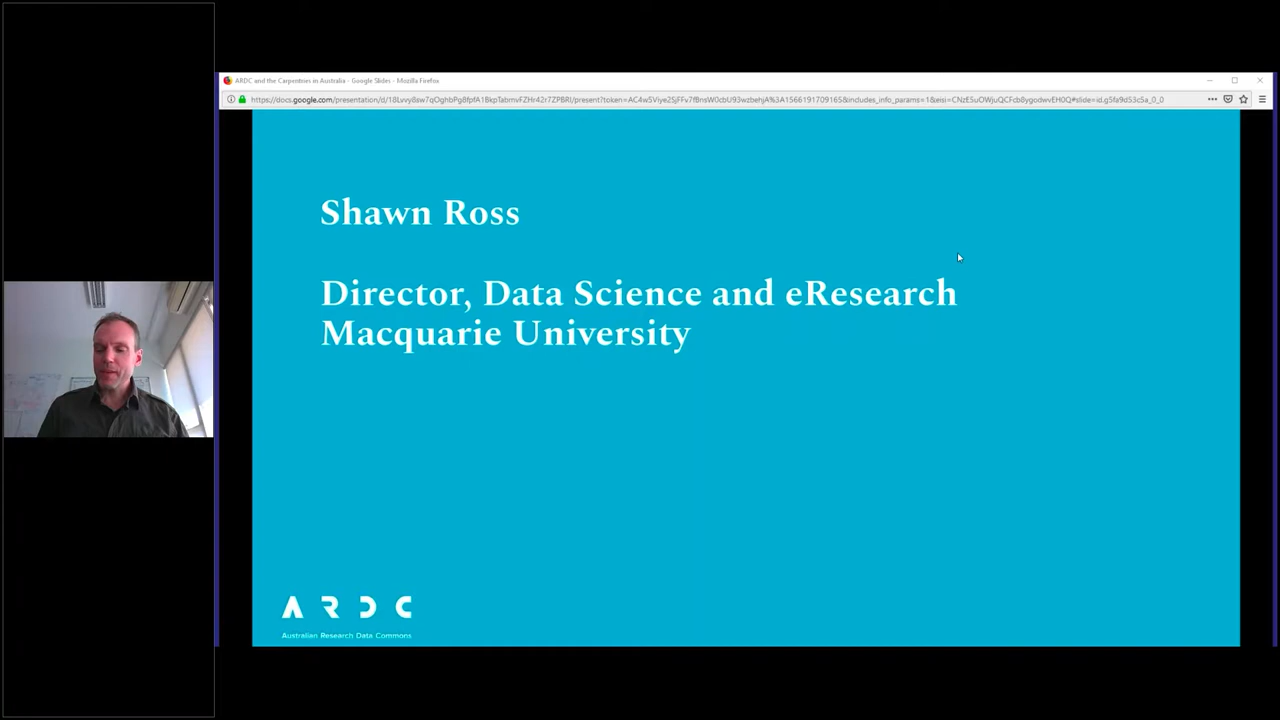 ARDC and the Carpentries in Australia - Google Slides - Mozilla Firefox
Shawn Ross
Director, Data Science and eResearch
Macquarie University
ARDC
Australian Research Data Commons